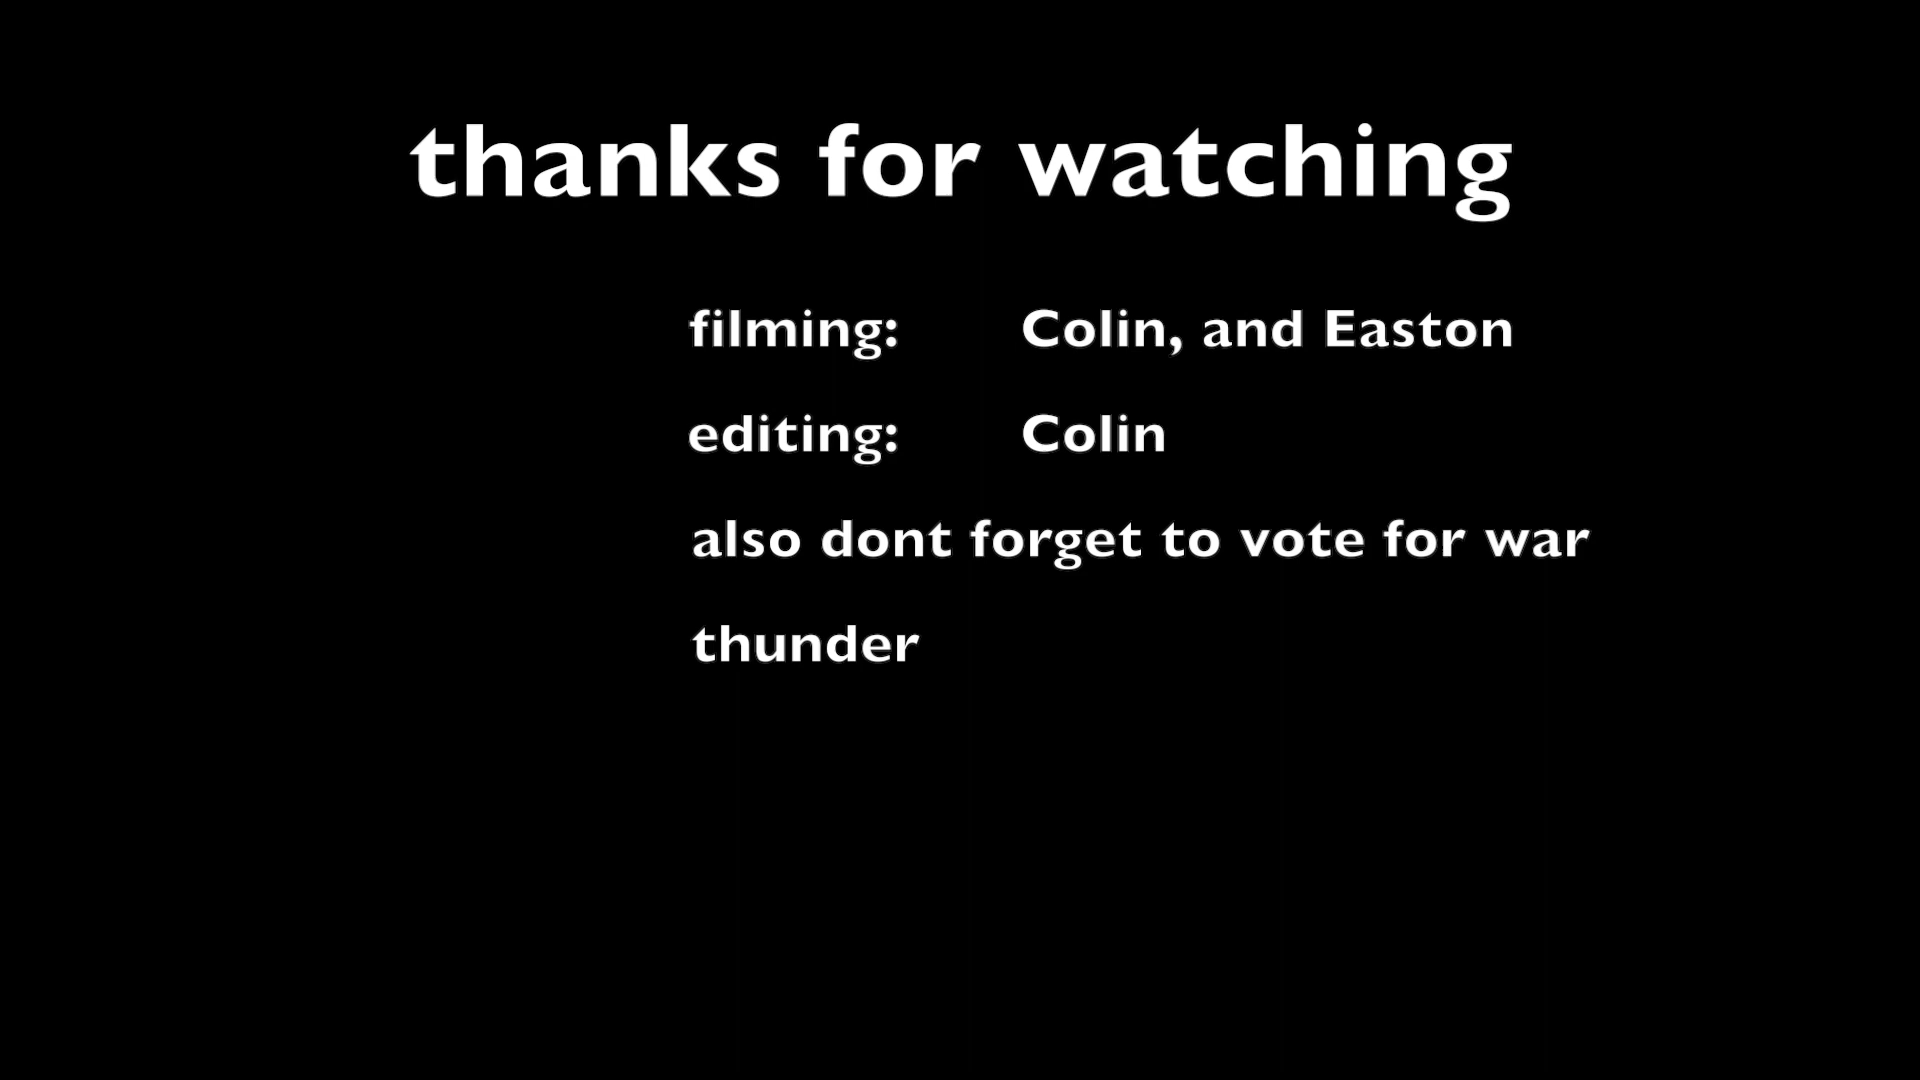 thanks for watching
filming: Colin, and Easton
editing: Colin
also dont forget to vote for war
thunder